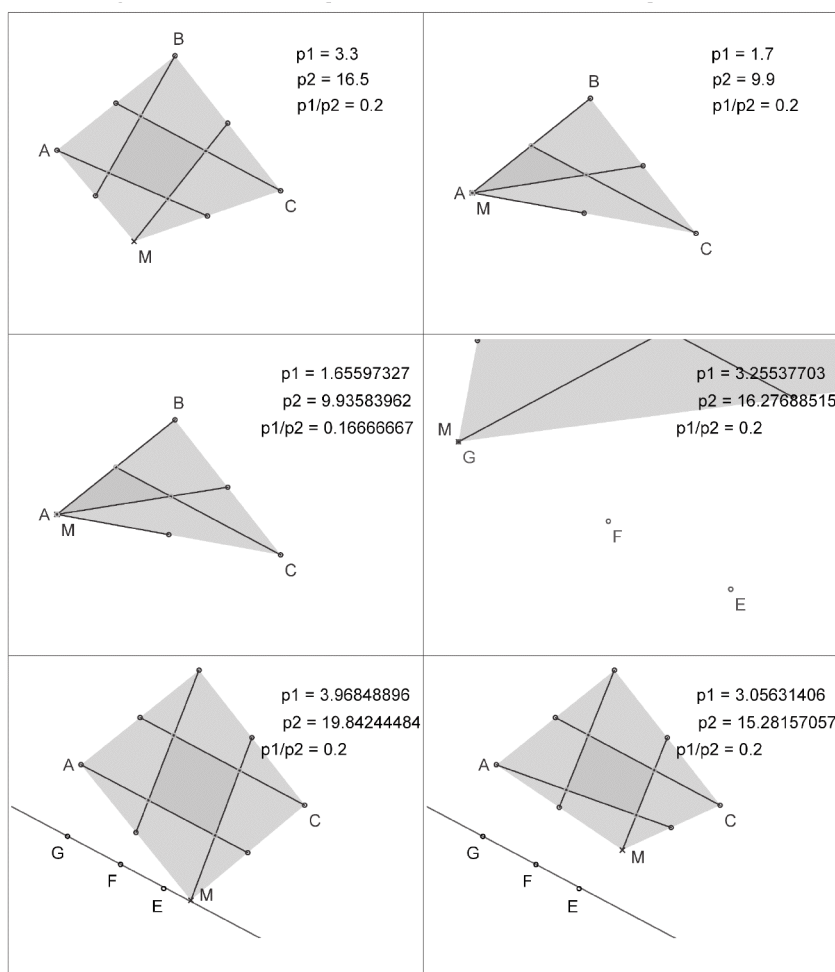 B
p1 = 3.3
p2 = 16.5
p1/p2 = 0.2
A
C
M
p1 = 1.7
p2 = 9.9
p1/p2 = 0.2
B
A
M
C
p1 = 1.65597327
p2 = 9.93583962
p1/p2 = 0.16666667
B
A
M
C
p1 = 3.25537703
p2 = 16.27688515
p1/p2 = 0.2
M
G
F
E
p1 = 3.96848896
p2 = 19.84244484
p1/p2 = 0.2
A
C
G
F
E
M
p1 = 3.05631406
p2 = 15.28157057
p1/p2 = 0.2
A
C
G
M
F
E